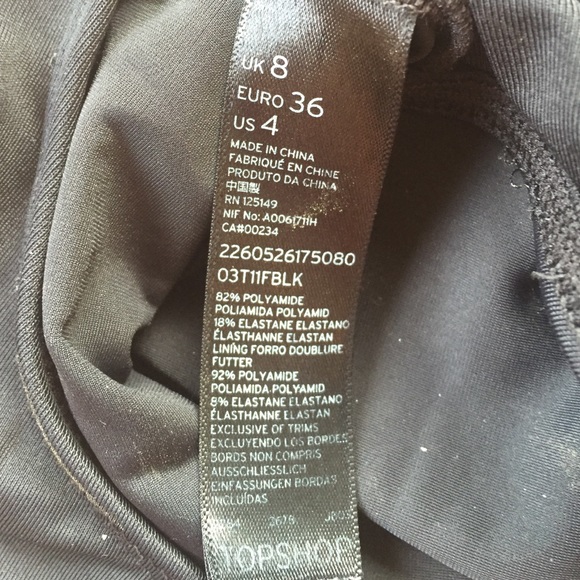 UK 8
EURO 36
US 4
MADE IN CHINA
FABRIQUÉ EN CHINE
PRODUTO DA CHINA
中国製
RN 125149
NIF No: A0061711H
CA#00234
2260526175080
03T11FBLK
82% POLYAMIDE
POLIAMIDA POLYAMID
18% ELASTANE ELASTANO
ÉLASTHANNE ELASTAN
LINING FORRO DOUBLURE
FUTTER
92% POLYAMIDE
POLIAMIDA POLYAMID
8% ELASTANE ELASTANO
ÉLASTHANNE ELASTAN
EXCLUSIVE OF TRIMS
EXCLUYENDO LOS BORDES
BORDS NON COMPRIS
AUSSCHLIESSLICH
EINFASSUNGEN BORDAS
INCLUÍDAS
2678
TOPSHOP